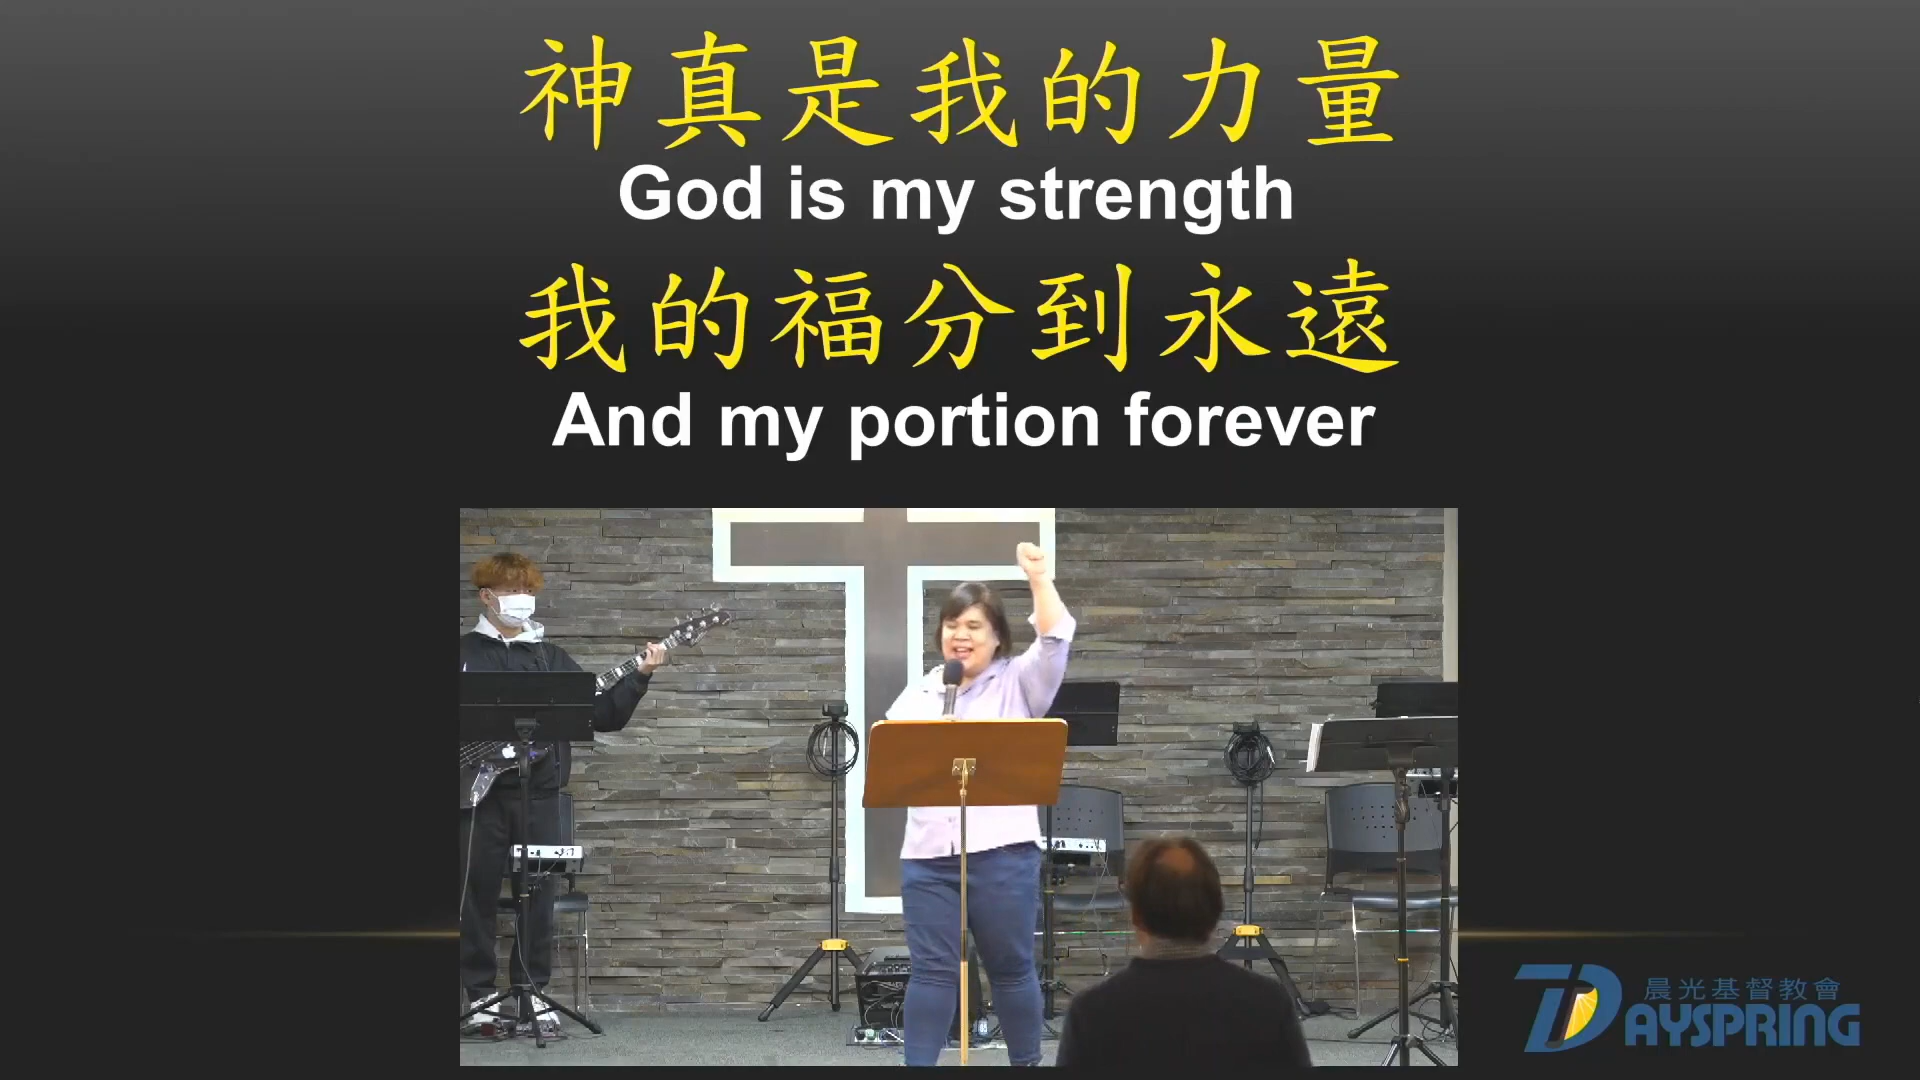 神真是我的力量
God is my strength
我的福分到永遠
And my portion forever
晨光基督教會
DAYSPRING